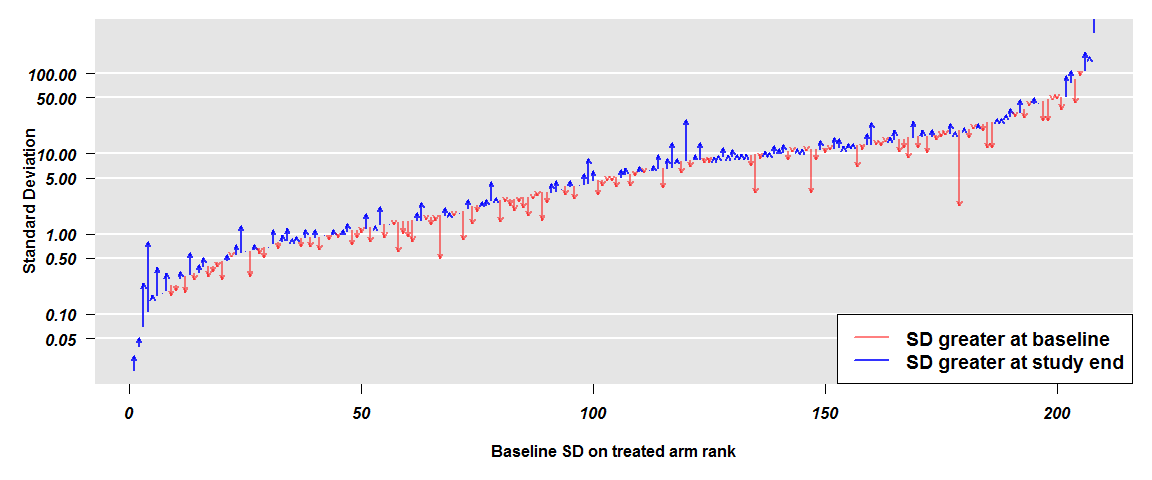 Standard Deviation
100.00
50.00
10.00
5.00
1.00
0.50
0.10
0.05
SD greater at baseline
SD greater at study end
0 50 100 150 200
Baseline SD on treated arm rank